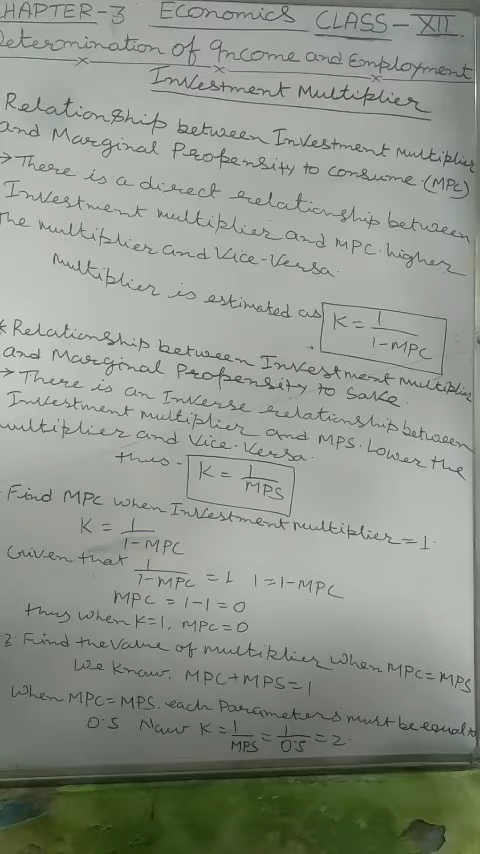 CHAPTER-3 Economics CLASS-XII.
Determination of Income and Employment
Investment Multiplier
Relationship between Investment multiplier
and Marginal Propensity to consume. (MPC)
→ There is a direct relationship between
Investment multiplier and MPC. higher
the multiplier and Vice-Versa.
Multiplier is estimated as K = 1/1-MPC
* Relationship between Investment Multiplier
and Marginal Propensity to Save.
→ There is an Inverse relationship between
Investment multiplier and MPS. Lower the
multiplier and Vice-Versa.
thus - K = 1/MPS
Find MPC when Investment multiplier = 1.
K = 1/1-MPC
Given that 1/1-MPC = 1 1 = 1-MPC
MPC = 1-1 = 0
thus when K=1, MPC=0
2. Find the Value of multiplier when MPC=MPS
We know, MPC+MPS=1
When MPC=MPS. each Parameters must be equal to
0.5 Now K = 1/MPS = 1/0.5 = 2.